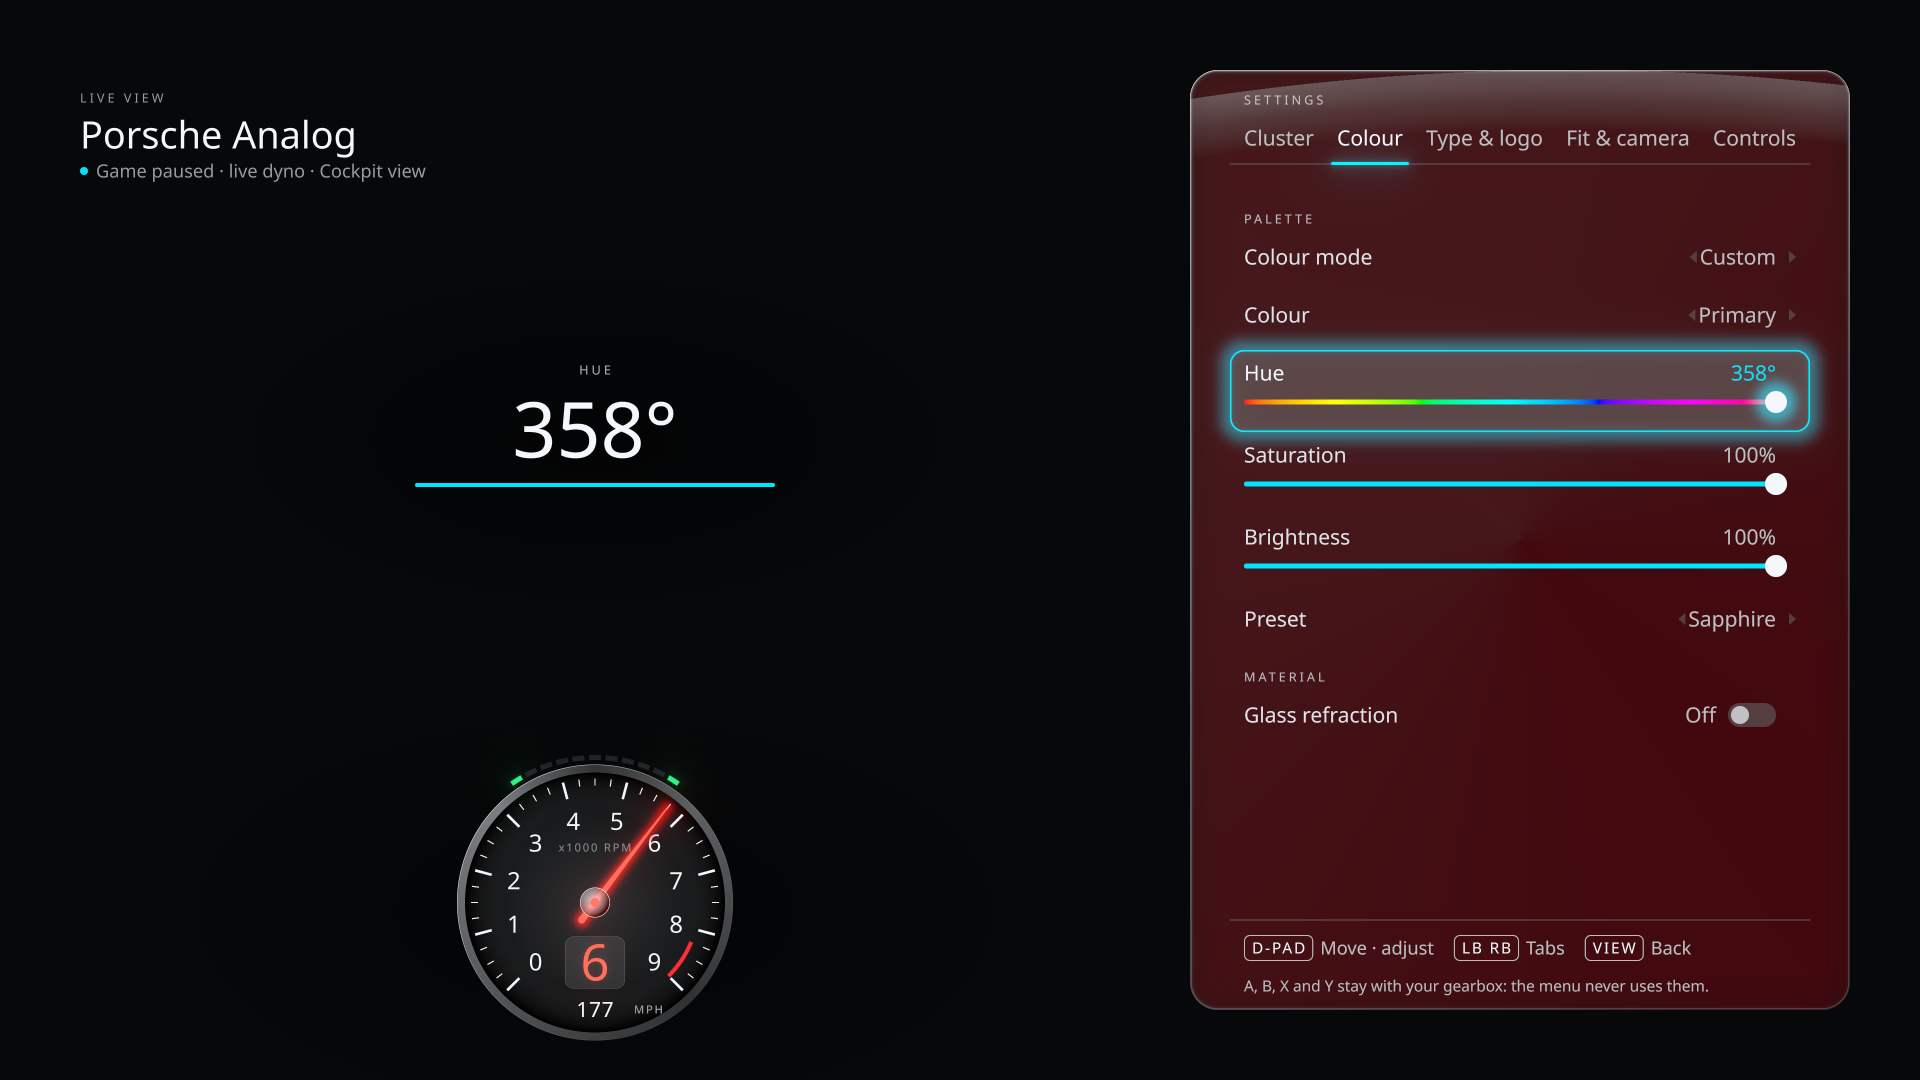 LIVE VIEW
Porsche Analog
Game paused · live dyno · Cockpit view
HUE
358°
4 5
3 6
x1000 RPM
2 7
1 8
0 9
6
177 MPH
SETTINGS
Cluster Colour Type & logo Fit & camera Controls
PALETTE
Colour mode Custom
Colour Primary
Hue 358°
Saturation 100%
Brightness 100%
Preset Sapphire
MATERIAL
Glass refraction Off
D-PAD Move · adjust LB RB Tabs VIEW Back
A, B, X and Y stay with your gearbox: the menu never uses them.